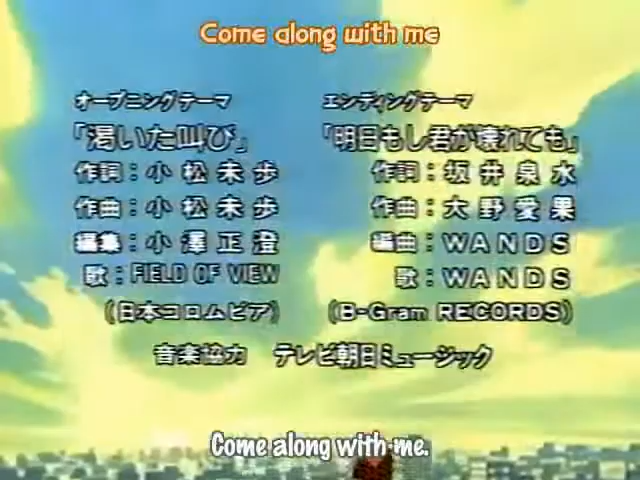 Come along with me
オープニングテーマ
「渇いた叫び」
作詞：小松未歩
作曲：小松未歩
編集：小澤正澄
歌：FIELD OF VIEW
（日本コロムビア）
エンディングテーマ
「明日もし君が壊れても」
作詞：坂井泉水
作曲：大野愛果
編曲：WANDS
歌：WANDS
（B-Gram RECORDS）
音楽協力　テレビ朝日ミュージック
Come along with me.